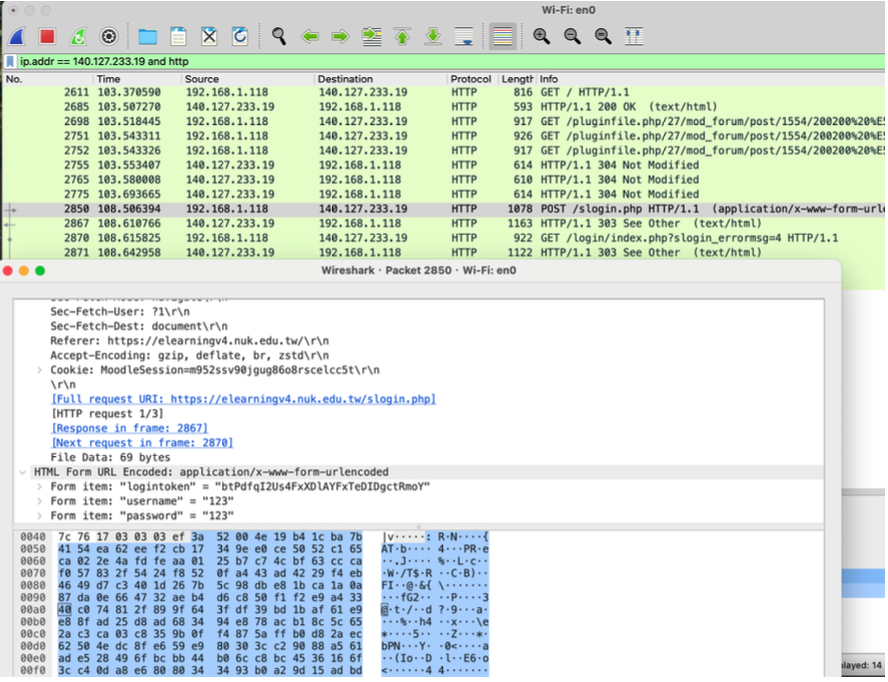 Wi-Fi: en0
ip.addr == 140.127.233.19 and http
No. Time Source Destination Protocol Length Info
2611 103.370590 192.168.1.118 140.127.233.19 HTTP 816 GET / HTTP/1.1
2685 103.507270 140.127.233.19 192.168.1.118 HTTP 593 HTTP/1.1 200 OK (text/html)
2698 103.518445 192.168.1.118 140.127.233.19 HTTP 917 GET /pluginfile.php/27/mod_forum/post/1554/200200%20%E5
2751 103.543311 192.168.1.118 140.127.233.19 HTTP 926 GET /pluginfile.php/27/mod_forum/post/1554/200200%20%E5
2752 103.543326 192.168.1.118 140.127.233.19 HTTP 917 GET /pluginfile.php/27/mod_forum/post/1554/200200%20%E5
2755 103.553407 140.127.233.19 192.168.1.118 HTTP 614 HTTP/1.1 304 Not Modified
2765 103.580008 140.127.233.19 192.168.1.118 HTTP 610 HTTP/1.1 304 Not Modified
2775 103.693665 140.127.233.19 192.168.1.118 HTTP 614 HTTP/1.1 304 Not Modified
2850 108.506394 192.168.1.118 140.127.233.19 HTTP 1078 POST /slogin.php HTTP/1.1 (application/x-www-form-urle
2867 108.610766 140.127.233.19 192.168.1.118 HTTP 1163 HTTP/1.1 303 See Other (text/html)
2870 108.615825 192.168.1.118 140.127.233.19 HTTP 922 GET /login/index.php?slogin_errormsg=4 HTTP/1.1
2871 108.642958 140.127.233.19 192.168.1.118 HTTP 1122 HTTP/1.1 303 See Other (text/html)
Wireshark · Packet 2850 · Wi-Fi: en0
Sec-Fetch-User: ?1\r\n
Sec-Fetch-Dest: document\r\n
Referer: https://elearningv4.nuk.edu.tw/\r\n
Accept-Encoding: gzip, deflate, br, zstd\r\n
Cookie: MoodleSession=m952ssv90jgug86o8rscelcc5t\r\n
\r\n
[Full request URI: https://elearningv4.nuk.edu.tw/slogin.php]
[HTTP request 1/3]
[Response in frame: 2867]
[Next request in frame: 2870]
File Data: 69 bytes
HTML Form URL Encoded: application/x-www-form-urlencoded
Form item: "logintoken" = "btPdfqI2Us4FxXDlAYFxTeDIDgctRmoY"
Form item: "username" = "123"
Form item: "password" = "123"
0040 7c 76 17 03 03 03 ef 3a 52 00 4e 19 b4 1c ba 7b |v·····: R·N····{
0050 41 54 ea 62 ee f2 cb 17 34 9e e0 ce 50 52 c1 65 AT·b···· 4···PR·e
0060 ca 02 2e 4a fd fe aa 01 25 b7 c7 4c bf 63 cc ca ···J···· %··L·c··
0070 f0 57 83 2f 54 24 f8 52 0f a4 43 ad 42 29 f4 eb ·W·/T$·R ··C·B)··
0080 46 49 d7 c3 40 1d 26 7b 5c 98 db e8 1b ca 1a 0a FI··@·&{ \·······
0090 87 da 0e 66 47 32 ae b4 d6 c8 50 f1 f2 e9 a4 33 ···fG2·· ··P····3
00a0 40 c0 74 81 2f 89 9f 64 3f df 39 bd 1b af 61 e9 @·t·/··d ?·9···a·
00b0 e8 8f ad 25 d8 ad 68 34 94 e8 78 ac b1 8c 5c 65 ···%··h4 ··x···\e
00c0 2a c3 ca 03 c8 35 9b 0f f4 87 5a ff b0 d8 2a ec *····5·· ··Z···*·
00d0 62 50 4e dc 8f e6 59 e9 80 30 3c c2 90 88 a5 61 bPN···Y· ·0<····a
00e0 ad e5 28 49 6f bc bb 44 b0 6c c8 bc 45 36 16 6f ··(Io··D ·l··E6·o
00f0 3c c4 0d a8 e6 80 80 34 34 93 b0 a2 9d 15 ad bd <······4 4·······
layed: 14